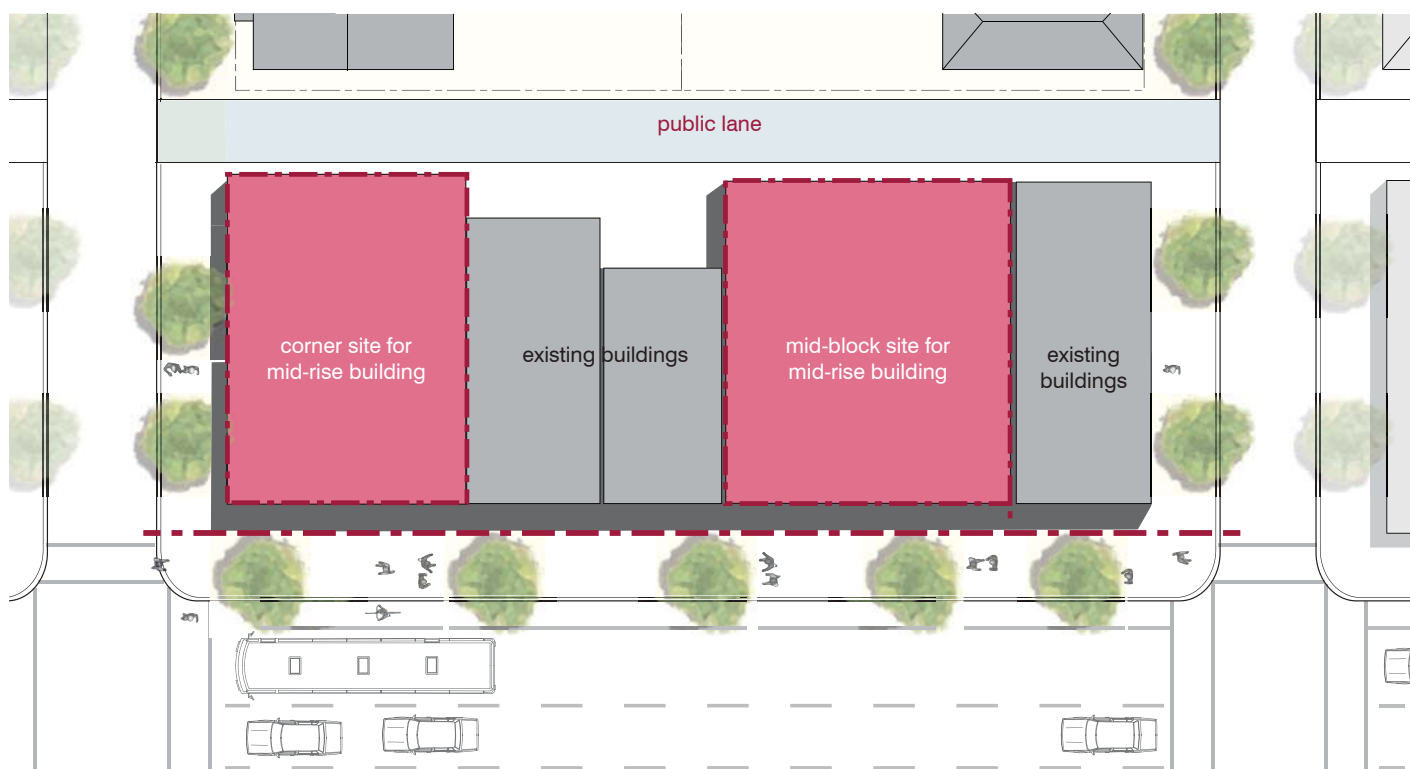 public lane
corner site for
mid-rise building
existing buildings
mid-block site for
mid-rise building
existing
buildings